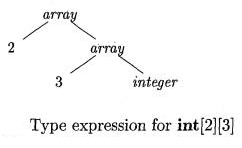 array
2 array
3 integer
Type expression for int[2][3]